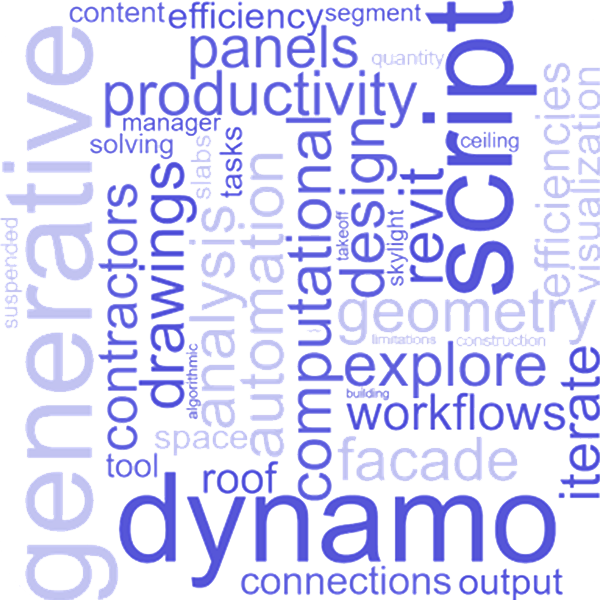 content
efficiency
segment
script
panels
quantity
generative
productivity
manager
solving
slabs
tasks
ceiling
efficiencies
visualization
computational
design
revit
drawings
contractors
analysis
automation
takeoff
skylight
suspended
geometry
limitations
construction
algorithmic
explore
iterate
building
workflows
space
facade
tool
roof
dynamo
connections
output